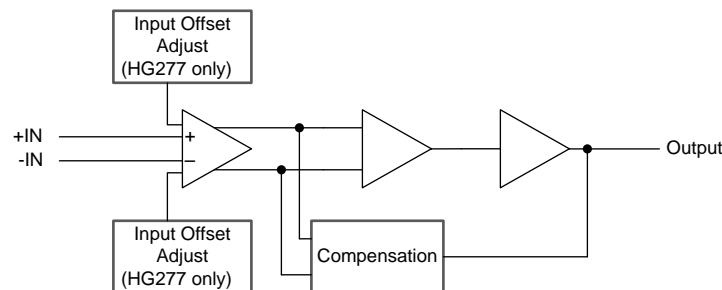 Input Offset
Adjust
(HG277 only)
+IN
-IN
+
−
Output
Input Offset
Adjust
(HG277 only)
Compensation